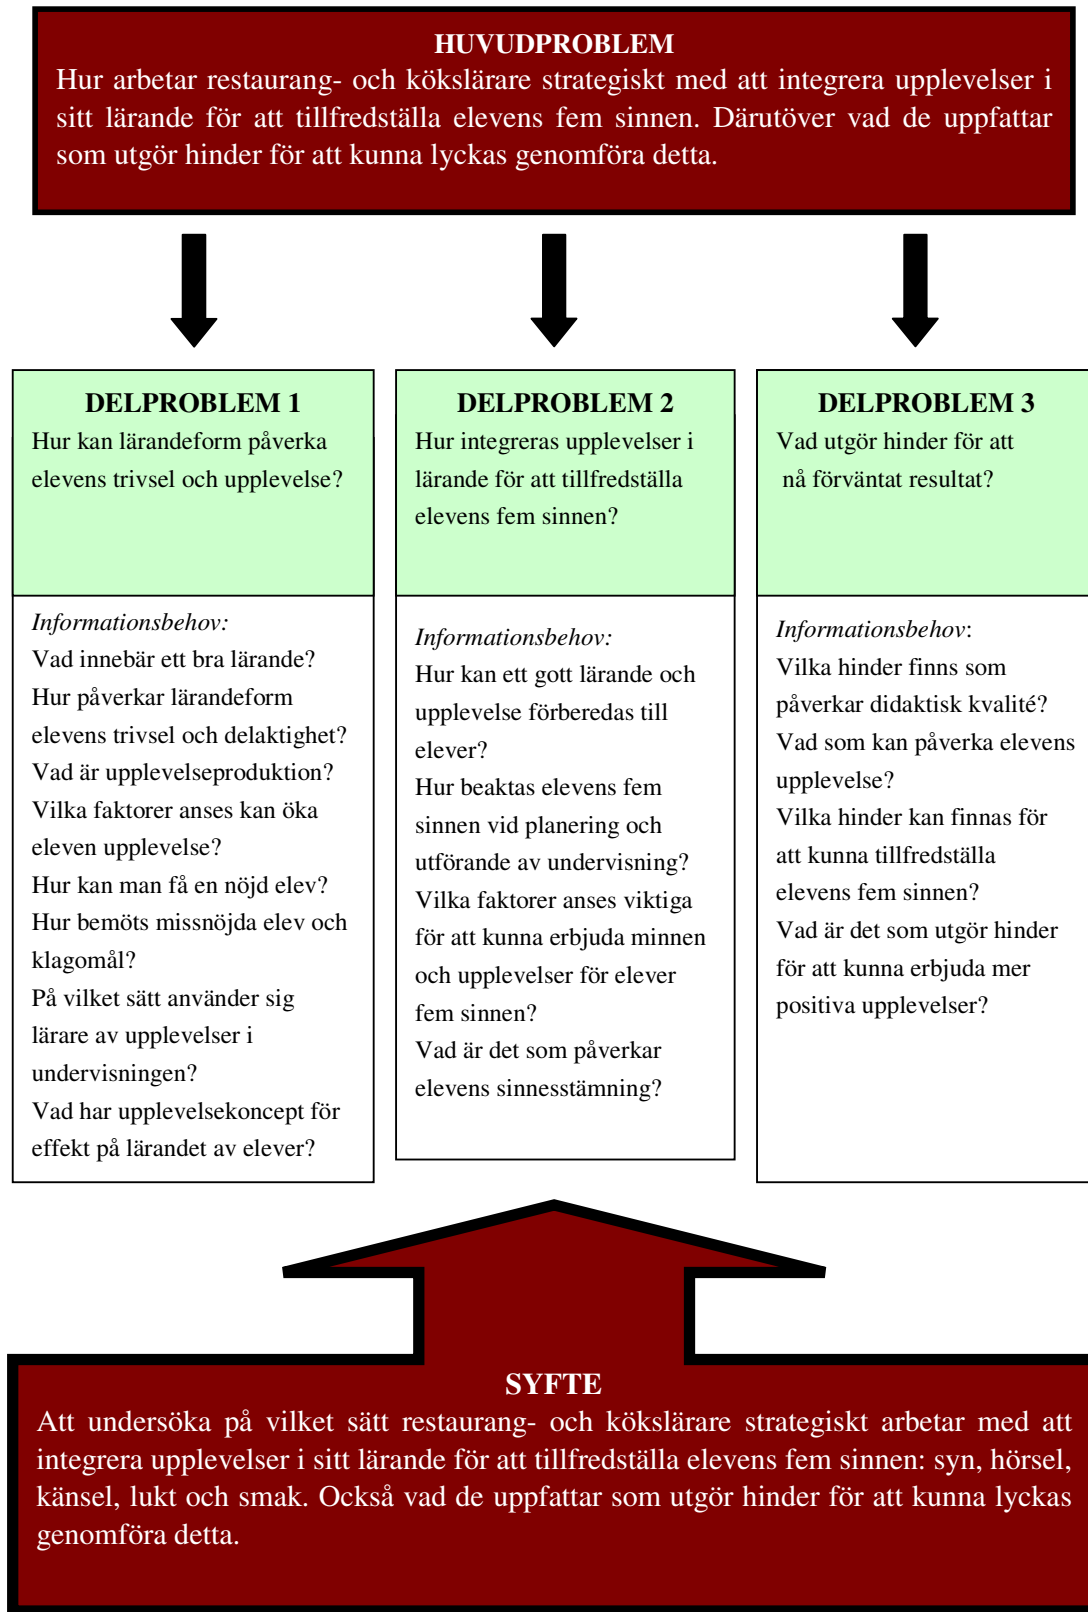 HUVUDPROBLEM
Hur arbetar restaurang- och kökslärare strategiskt med att integrera upplevelser i
sitt lärande för att tillfredställa elevens fem sinnen. Därutöver vad de uppfattar
som utgör hinder för att kunna lyckas genomföra detta.
DELPROBLEM 1
Hur kan lärandeform påverka
elevens trivsel och upplevelse?
Informationsbehov:
Vad innebär ett bra lärande?
Hur påverkar lärandeform
elevens trivsel och delaktighet?
Vad är upplevelseproduktion?
Vilka faktorer anses kan öka
eleven upplevelse?
Hur kan man få en nöjd elev?
Hur bemöts missnöjda elev och
klagomål?
På vilket sätt använder sig
lärare av upplevelser i
undervisningen?
Vad har upplevelsekoncept för
effekt på lärandet av elever?
DELPROBLEM 2
Hur integreras upplevelser i
lärande för att tillfredställa
elevens fem sinnen?
Informationsbehov:
Hur kan ett gott lärande och
upplevelse förberedas till
elever?
Hur beaktas elevens fem
sinnen vid planering och
utförande av undervisning?
Vilka faktorer anses viktiga
för att kunna erbjuda minnen
och upplevelser för elever
fem sinnen?
Vad är det som påverkar
elevens sinnesstämning?
DELPROBLEM 3
Vad utgör hinder för att
nå förväntat resultat?
Informationsbehov:
Vilka hinder finns som
påverkar didaktisk kvalité?
Vad som kan påverka elevens
upplevelse?
Vilka hinder kan finnas för
att kunna tillfredställa
elevens fem sinnen?
Vad är det som utgör hinder
för att kunna erbjuda mer
positiva upplevelser?
SYFTE
Att undersöka på vilket sätt restaurang- och kökslärare strategiskt arbetar med att
integrera upplevelser i sitt lärande för att tillfredställa elevens fem sinnen: syn, hörsel,
känsel, lukt och smak. Också vad de uppfattar som utgör hinder för att kunna lyckas
genomföra detta.